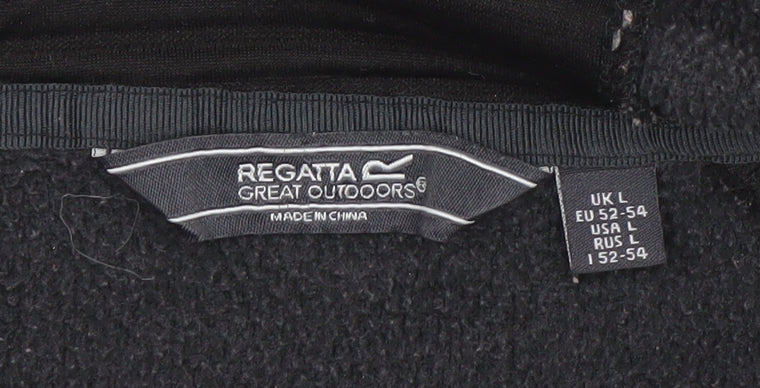 REGATTA
GREAT OUTDOORS®
MADE IN CHINA
UK L
EU 52-54
USA L
RUS L
I 52-54